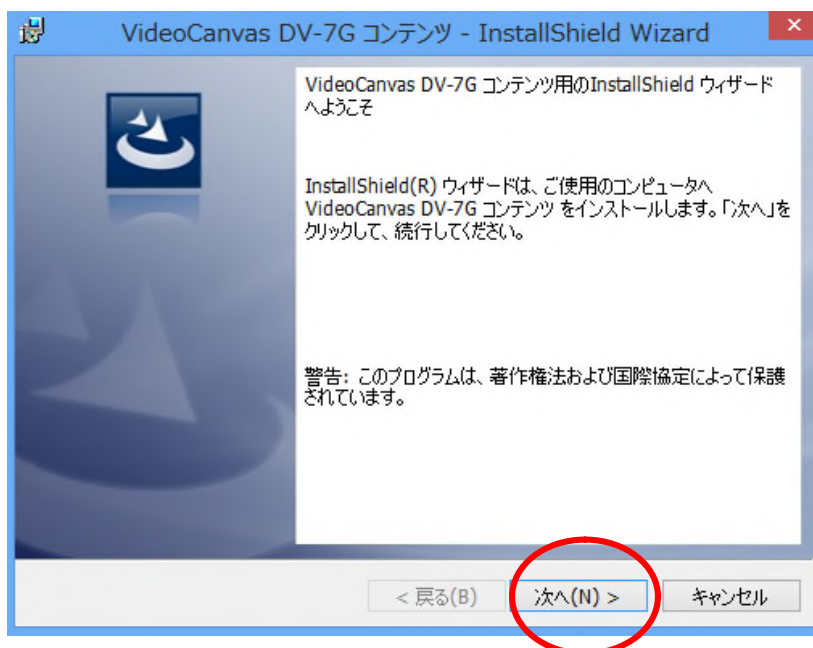 VideoCanvas DV-7G コンテンツ - InstallShield Wizard
VideoCanvas DV-7G コンテンツ用のInstallShield ウィザード
へようこそ
InstallShield(R) ウィザードは、ご使用のコンピュータへ
VideoCanvas DV-7G コンテンツ をインストールします。「次へ」を
クリックして、続行してください。
警告: このプログラムは、著作権法および国際協定によって保護
されています。
< 戻る(B) 次へ(N) > キャンセル